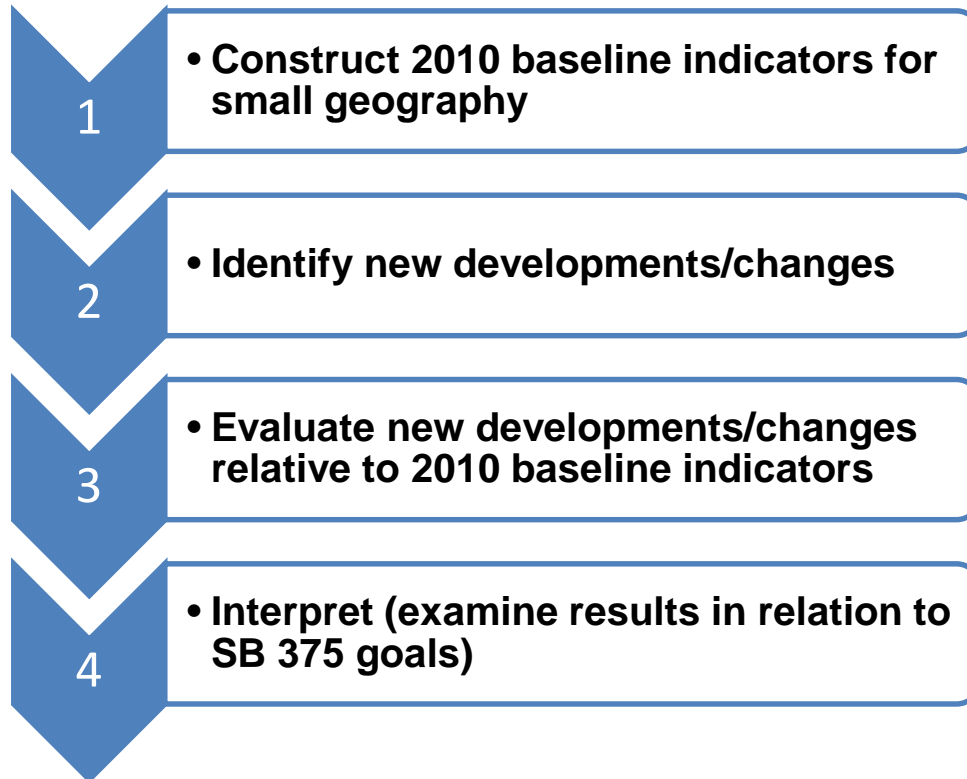 1
• Construct 2010 baseline indicators for
small geography
2
• Identify new developments/changes
3
• Evaluate new developments/changes
relative to 2010 baseline indicators
4
• Interpret (examine results in relation to
SB 375 goals)